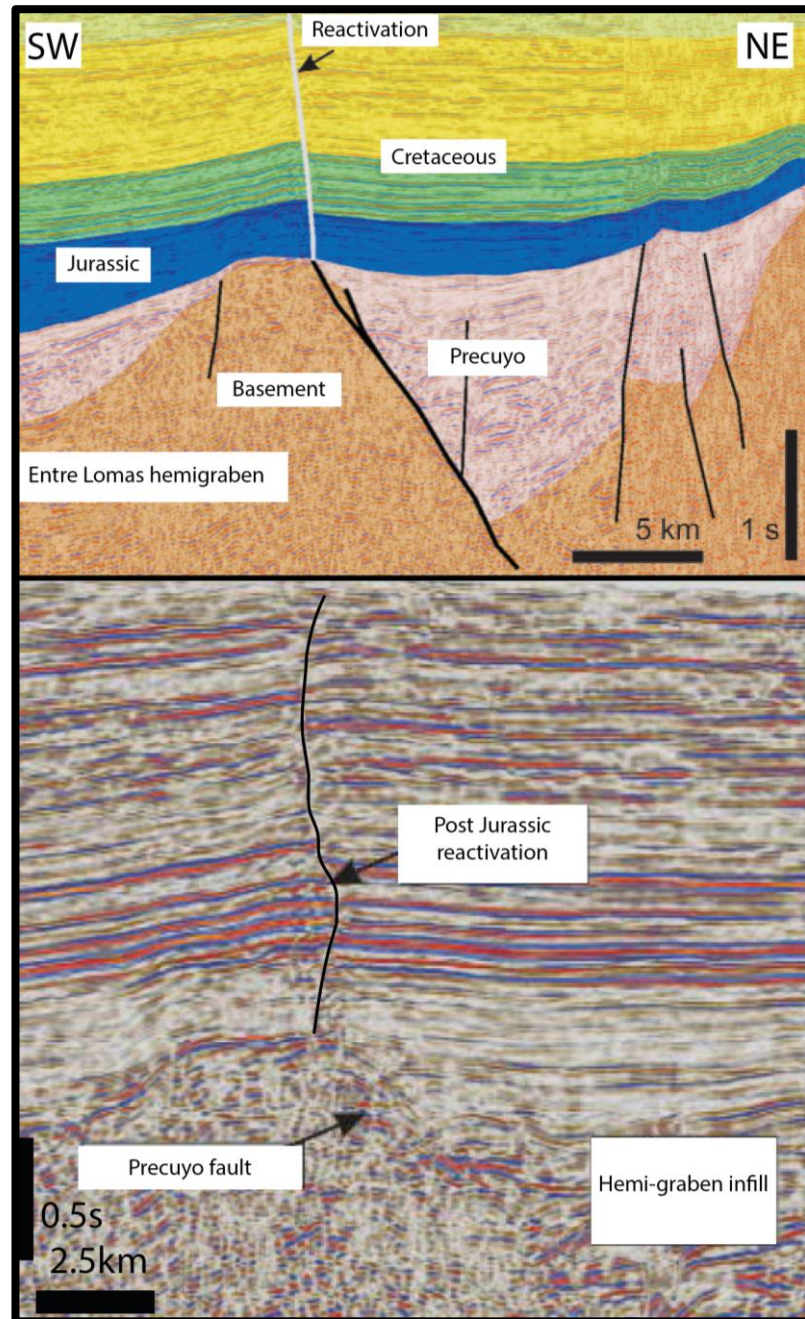 SW
Reactivation
NE
Cretaceous
Jurassic
Precuyo
Basement
Entre Lomas hemigraben
5 km
1 s
Post Jurassic
reactivation
Precuyo fault
Hemi-graben infill
0.5s
2.5km